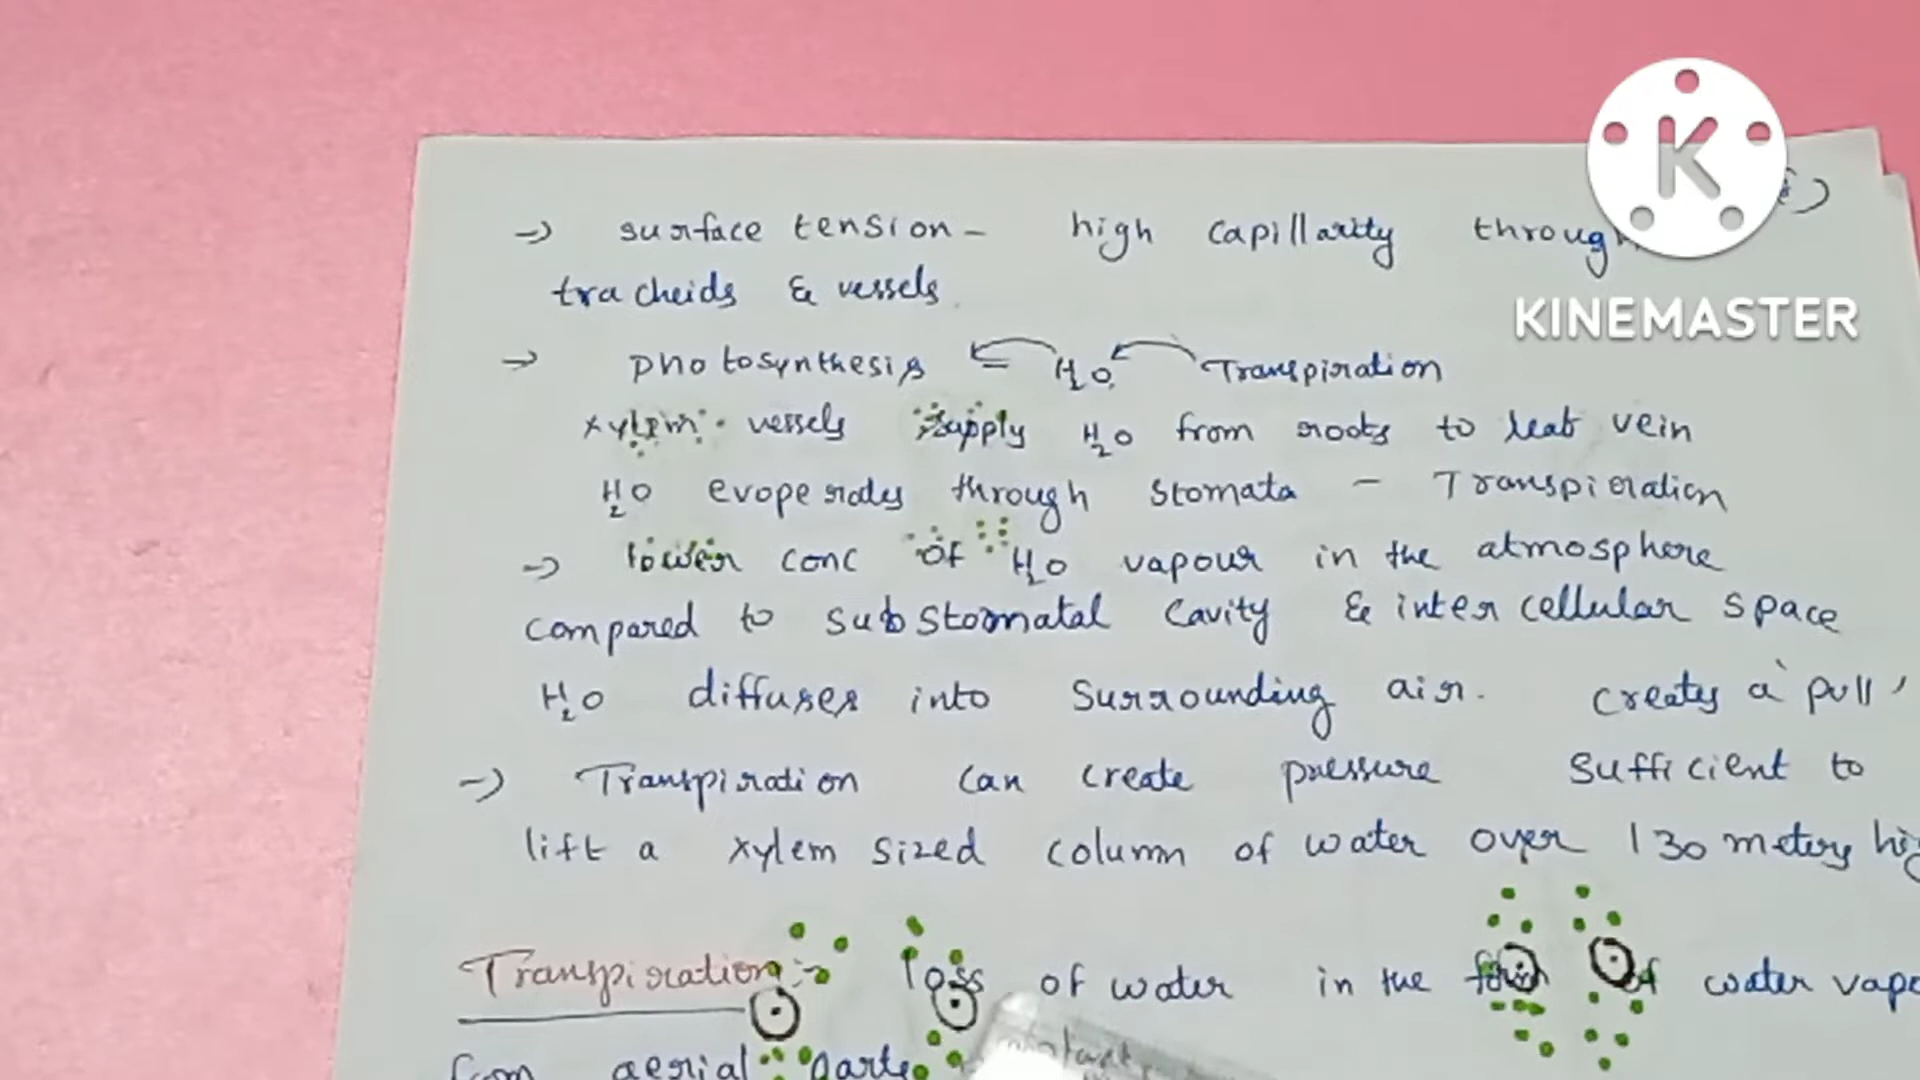 → surface tension - high capillarity through
tracheids & vessels
→ photosynthesis ← H2O ← Transpiration
xylem vessels supply H2O from roots to leaf vein
H2O evoperates through stomata - Transpiration
→ lower conc of H2O vapour in the atmosphere
compared to substomatal cavity & inter cellular space
H2O diffuses into surrounding air. creates a 'pull'
→ Transpiration can create pressure sufficient to
lift a xylem sized column of water over 130 meters
Transpiration :- loss of water in the form of water
from aerial parts
KINEMASTER